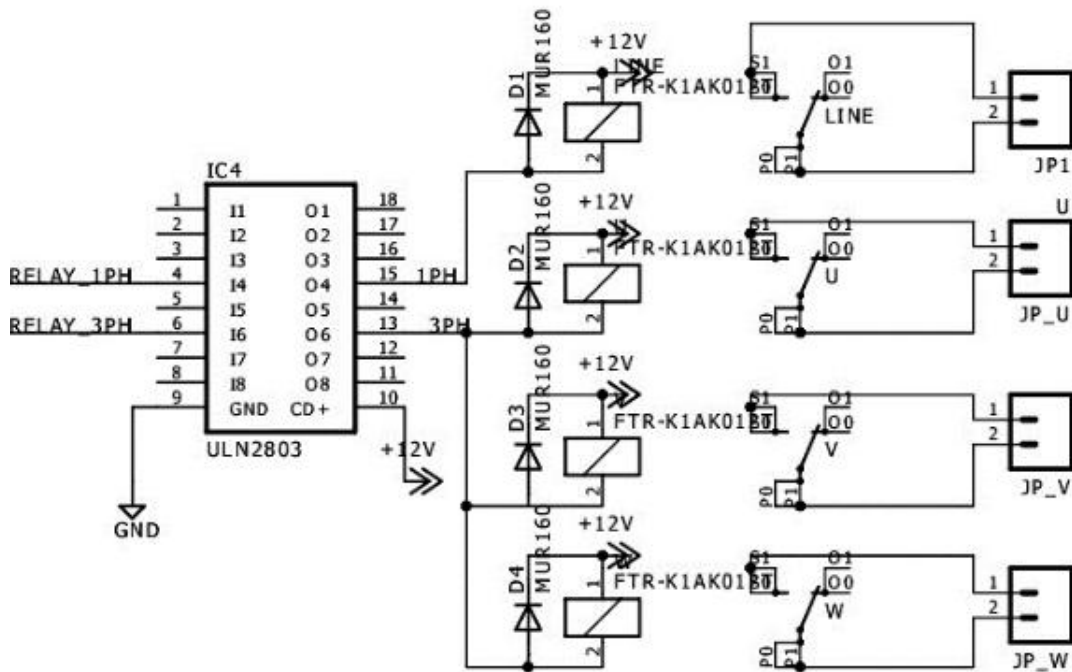 +12V
D1
MUR160
LINE
FTR-K1AK01
1
2
S1
O1
O0
LINE
P0
P1
1
2
JP1
IC4
1 I1 O1 18
2 I2 O2 17
3 I3 O3 16
RELAY_1PH 4 I4 O4 15 1PH
5 I5 O5 14
RELAY_3PH 6 I6 O6 13 3PH
7 I7 O7 12
8 I8 O8 11
9 GND CD+ 10
ULN2803
+12V
GND
+12V
D2
MUR160
FTR-K1AK01
1
2
S1
O1
O0
U
P0
P1
U
1
2
JP_U
+12V
D3
MUR160
FTR-K1AK01
1
2
S1
O1
O0
V
P0
P1
1
2
JP_V
+12V
D4
MUR160
FTR-K1AK01
1
2
S1
O1
O0
W
P0
P1
1
2
JP_W